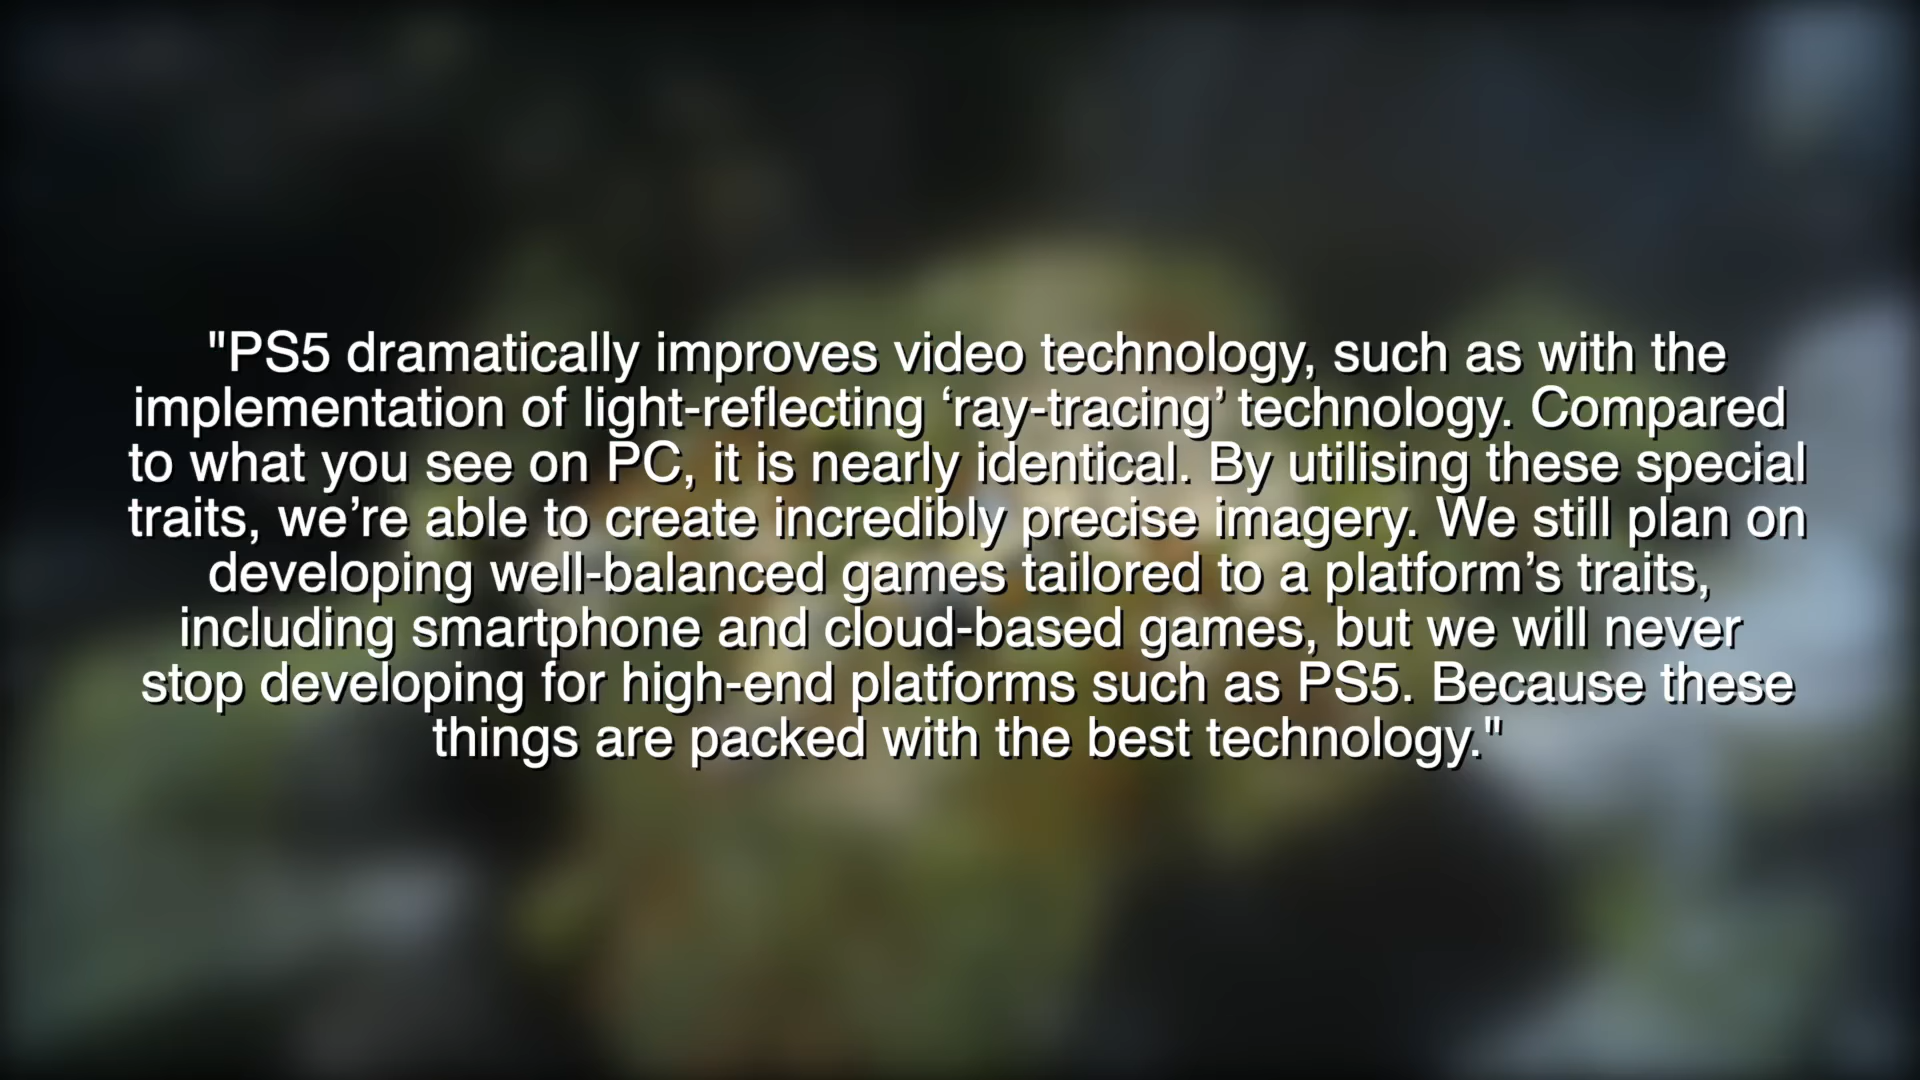 "PS5 dramatically improves video technology, such as with the
implementation of light-reflecting ‘ray-tracing’ technology. Compared
to what you see on PC, it is nearly identical. By utilising these special
traits, we’re able to create incredibly precise imagery. We still plan on
developing well-balanced games tailored to a platform’s traits,
including smartphone and cloud-based games, but we will never
stop developing for high-end platforms such as PS5. Because these
things are packed with the best technology."